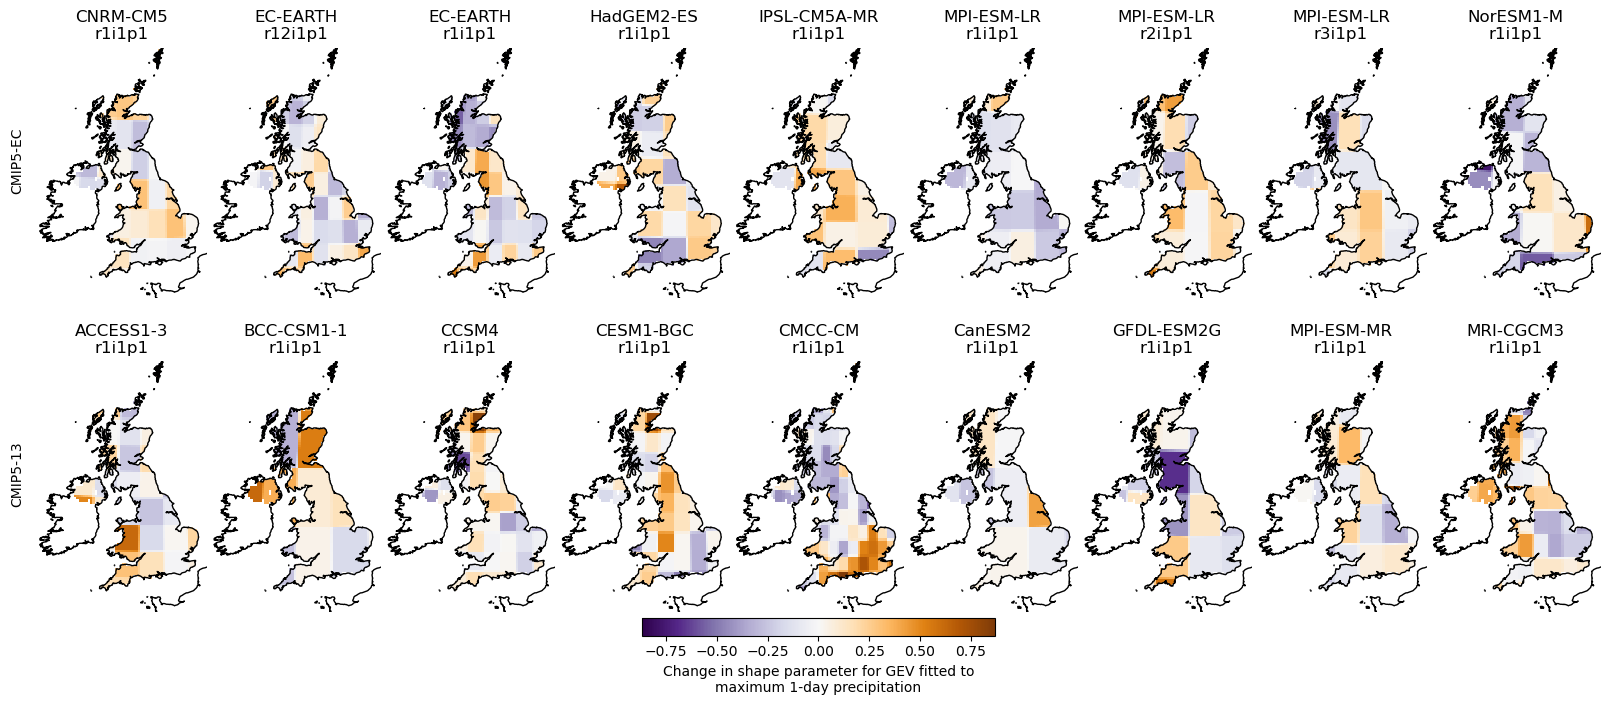 CNRM-CM5 EC-EARTH EC-EARTH HadGEM2-ES IPSL-CM5A-MR MPI-ESM-LR MPI-ESM-LR MPI-ESM-LR NorESM1-M
r1i1p1 r12i1p1 r1i1p1 r1i1p1 r1i1p1 r1i1p1 r2i1p1 r3i1p1 r1i1p1
CMIP5-EC
ACCESS1-3 BCC-CSM1-1 CCSM4 CESM1-BGC CMCC-CM CanESM2 GFDL-ESM2G MPI-ESM-MR MRI-CGCM3
r1i1p1 r1i1p1 r1i1p1 r1i1p1 r1i1p1 r1i1p1 r1i1p1 r1i1p1 r1i1p1
CMIP5-13
−0.75 −0.50 −0.25 0.00 0.25 0.50 0.75
Change in shape parameter for GEV fitted to
maximum 1-day precipitation